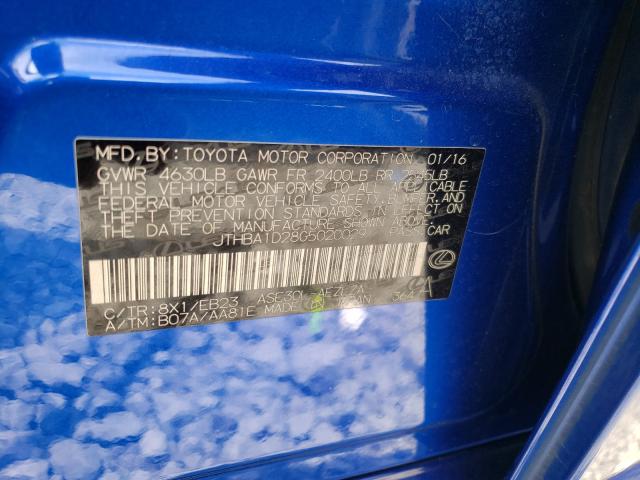 MFD. BY: TOYOTA MOTOR CORPORATION 01/16
GVWR 4630LB GAWR FR 2400LB RR
THIS VEHICLE CONFORMS TO ALL
FEDERAL MOTOR VEHICLE SAFETY, BUMPER, AND
THEFT PREVENTION STANDARDS IN EFFECT ON
THE DATE OF MANUFACTURE SHOWN ABOVE.
PASS. CAR
C/TR: 8X1/EB23 ASE30L-AEZLZA
A/TM: B07A/AA81E MADE IN JAPAN